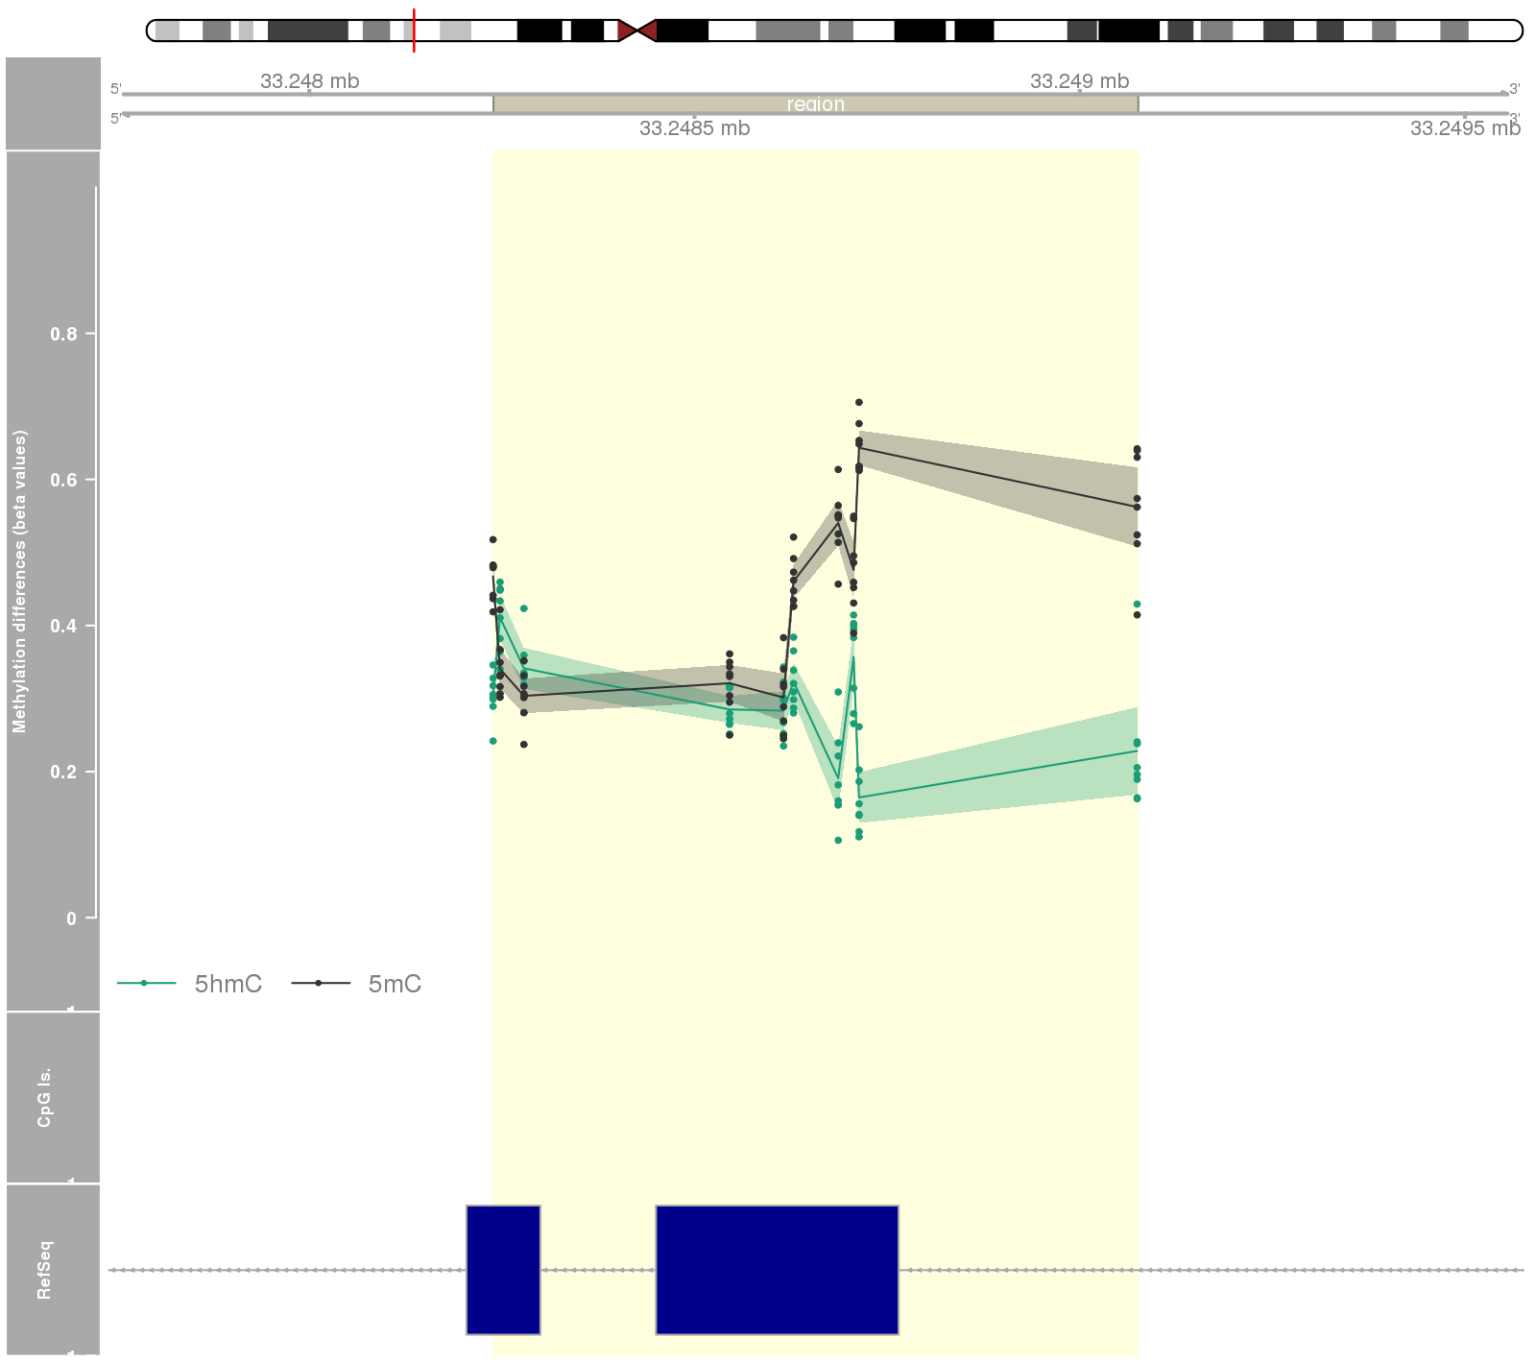 33.248 mb
33.249 mb
5'
3'
region
5'
3'
33.2485 mb
33.2495 mb
Methylation differences (beta values)
0.8
0.6
0.4
0.2
0
5hmC
5mC
CpG Is.
RefSeq